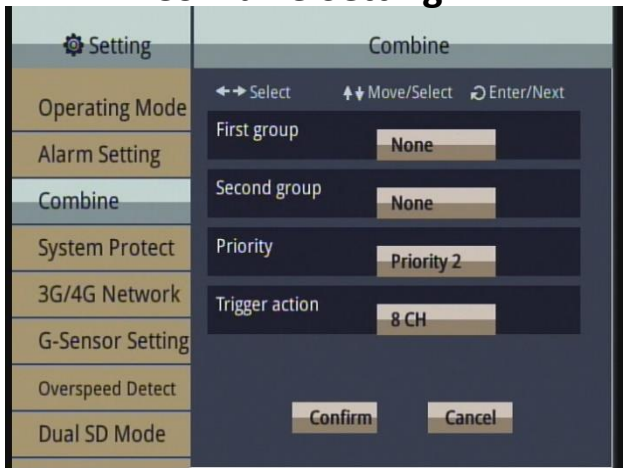 Setting
Combine
Select Move/Select Enter/Next
Operating Mode
Alarm Setting
Combine
System Protect
3G/4G Network
G-Sensor Setting
Overspeed Detect
Dual SD Mode
First group None
Second group None
Priority Priority 2
Trigger action 8 CH
Confirm Cancel